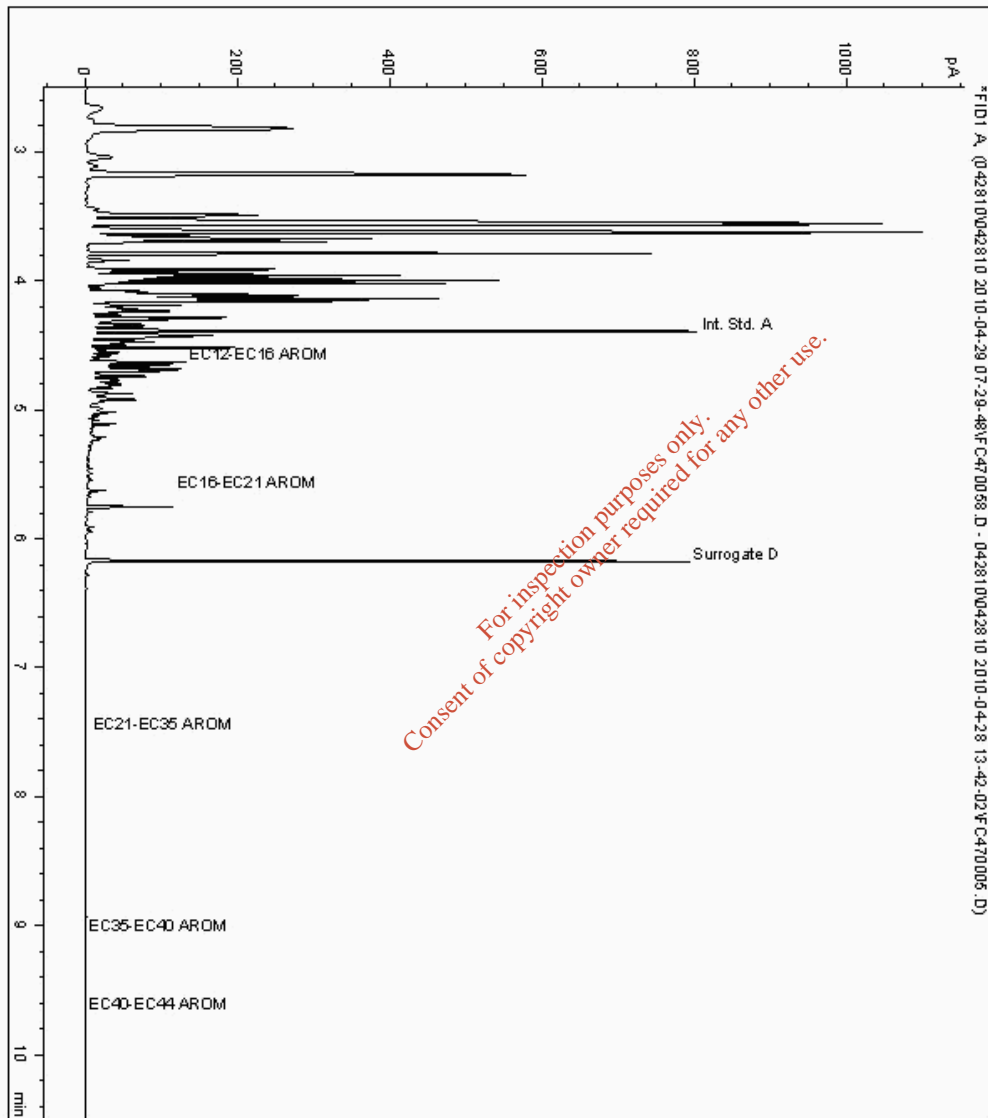 *FID1 A, (042810\042810 2010-04-29 07-29-48\FC470058.D - 042810\042810 2010-04-28 13-42-02\FC470005.D)
pA
1000
800
600
400
200
0
Int. Std. A
EC12-EC16 AROM
EC16-EC21 AROM
Surrogate D
EC21-EC35 AROM
EC35-EC40 AROM
EC40-EC44 AROM
3
4
5
6
7
8
9
10
min
For inspection purposes only.
Consent of copyright owner required for any other use.